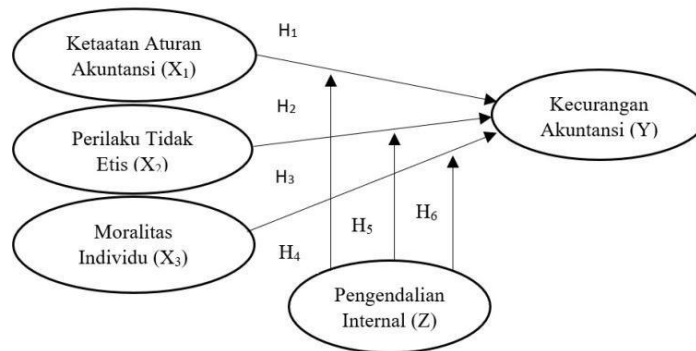 Ketaatan Aturan
Akuntansi (X₁)
H₁
Perilaku Tidak
Etis (X₂)
H₂
Moralitas
Individu (X₃)
H₃
Kecurangan
Akuntansi (Y)
H₄
H₅
H₆
Pengendalian
Internal (Z)